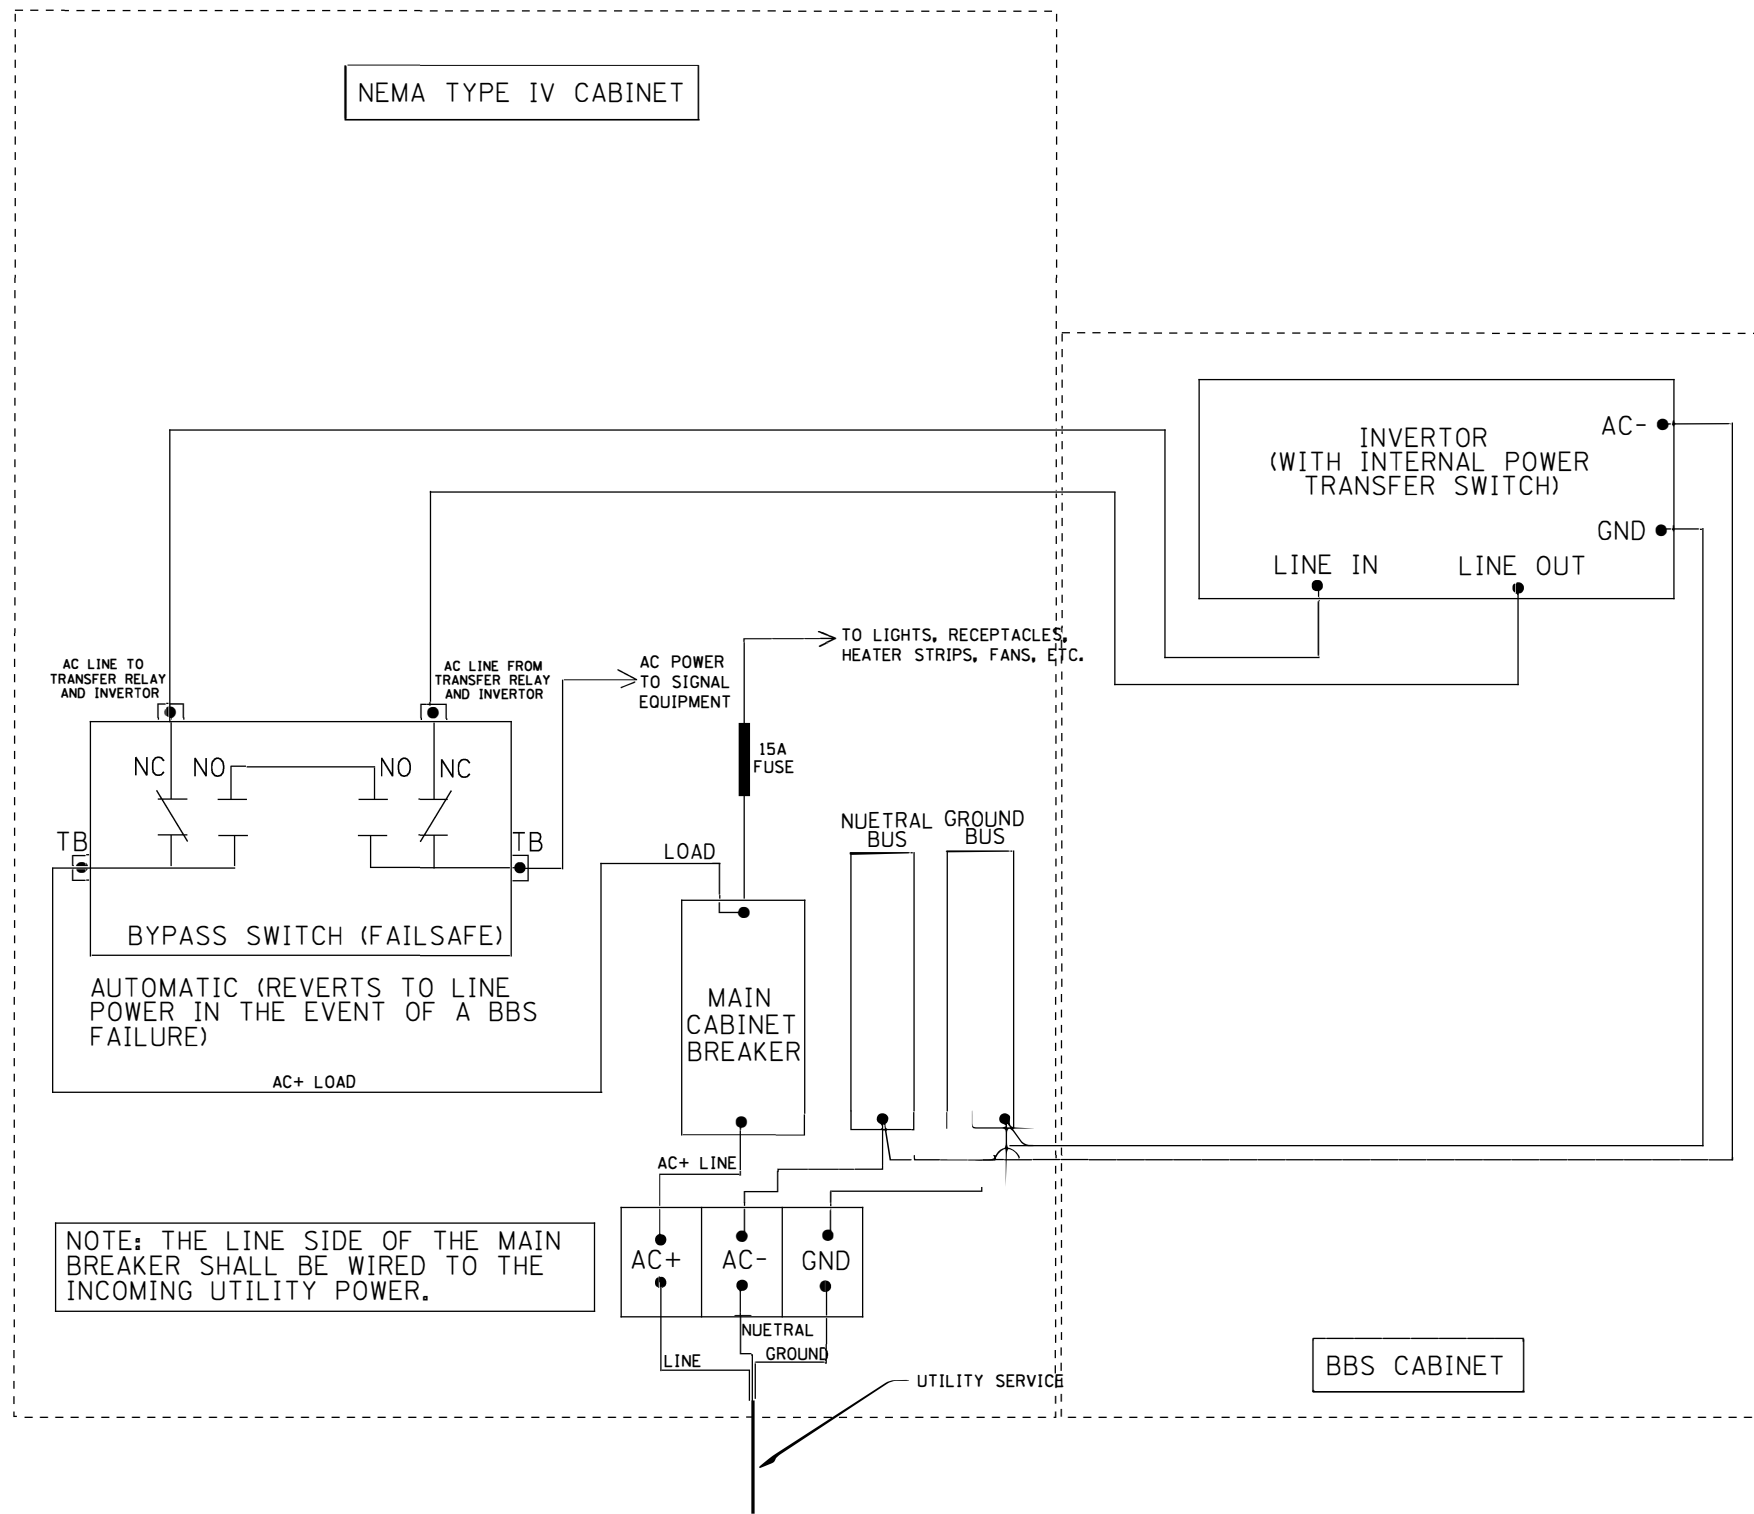 NEMA TYPE IV CABINET
INVERTOR
(WITH INTERNAL POWER
TRANSFER SWITCH)
AC-
GND
LINE IN
LINE OUT
TO LIGHTS, RECEPTACLES,
HEATER STRIPS, FANS, ETC.
AC LINE TO
TRANSFER RELAY
AND INVERTOR
AC LINE FROM
TRANSFER RELAY
AND INVERTOR
AC POWER
TO SIGNAL
EQUIPMENT
15A
FUSE
NC
NO
NO
NC
TB
TB
BYPASS SWITCH (FAILSAFE)
AUTOMATIC (REVERTS TO LINE
POWER IN THE EVENT OF A BBS
FAILURE)
AC+ LOAD
LOAD
NUETRAL
BUS
GROUND
BUS
MAIN
CABINET
BREAKER
AC+ LINE
NOTE: THE LINE SIDE OF THE MAIN
BREAKER SHALL BE WIRED TO THE
INCOMING UTILITY POWER.
AC+
AC-
GND
NUETRAL
GROUND
LINE
UTILITY SERVICE
BBS CABINET